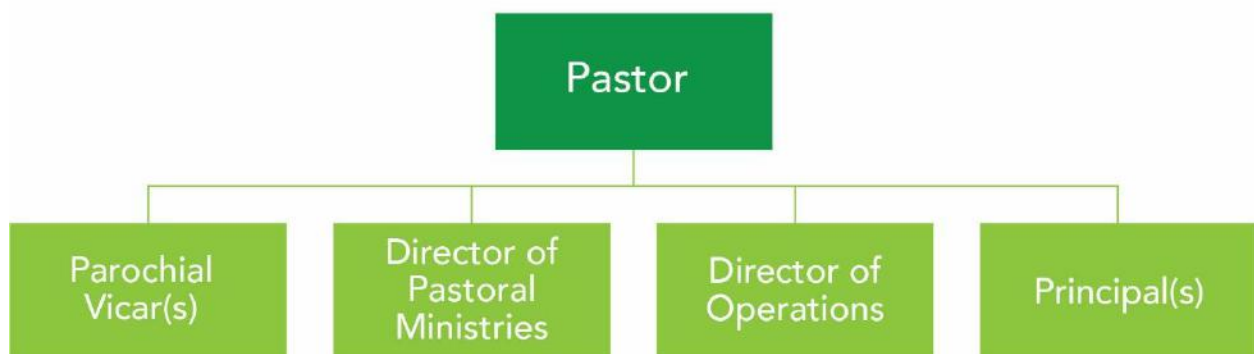 Pastor
Parochial
Vicar(s)
Director of
Pastoral
Ministries
Director of
Operations
Principal(s)